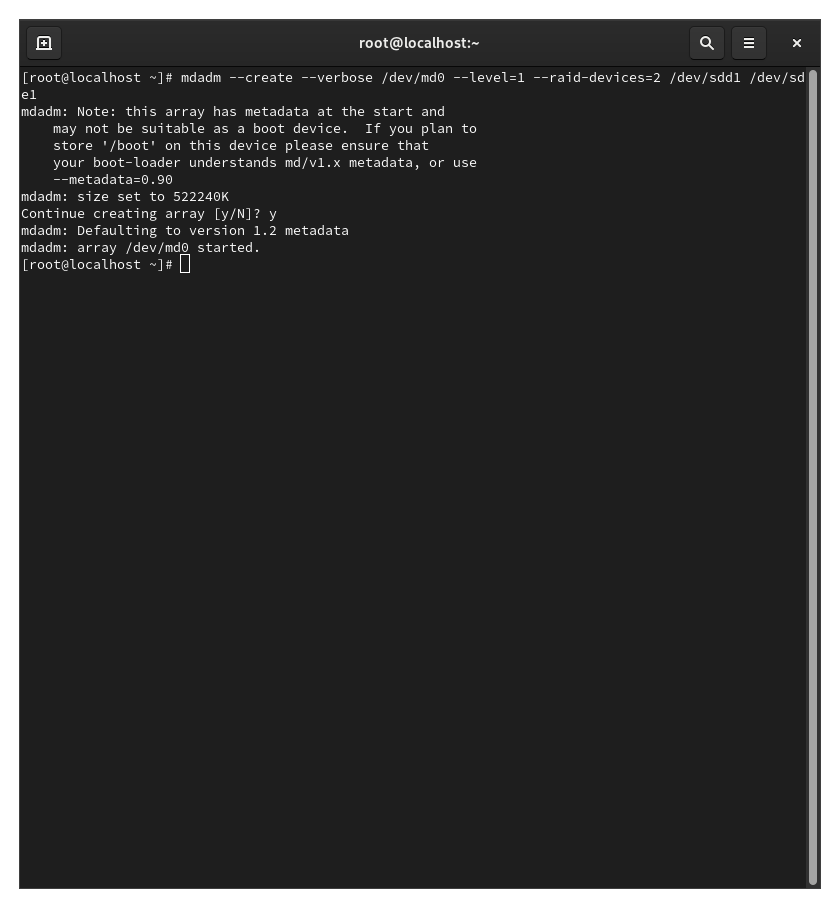 root@localhost:~
[root@localhost ~]# mdadm --create --verbose /dev/md0 --level=1 --raid-devices=2 /dev/sdd1 /dev/sd
e1
mdadm: Note: this array has metadata at the start and
    may not be suitable as a boot device.  If you plan to
    store '/boot' on this device please ensure that
    your boot-loader understands md/v1.x metadata, or use
    --metadata=0.90
mdadm: size set to 522240K
Continue creating array [y/N]? y
mdadm: Defaulting to version 1.2 metadata
mdadm: array /dev/md0 started.
[root@localhost ~]#